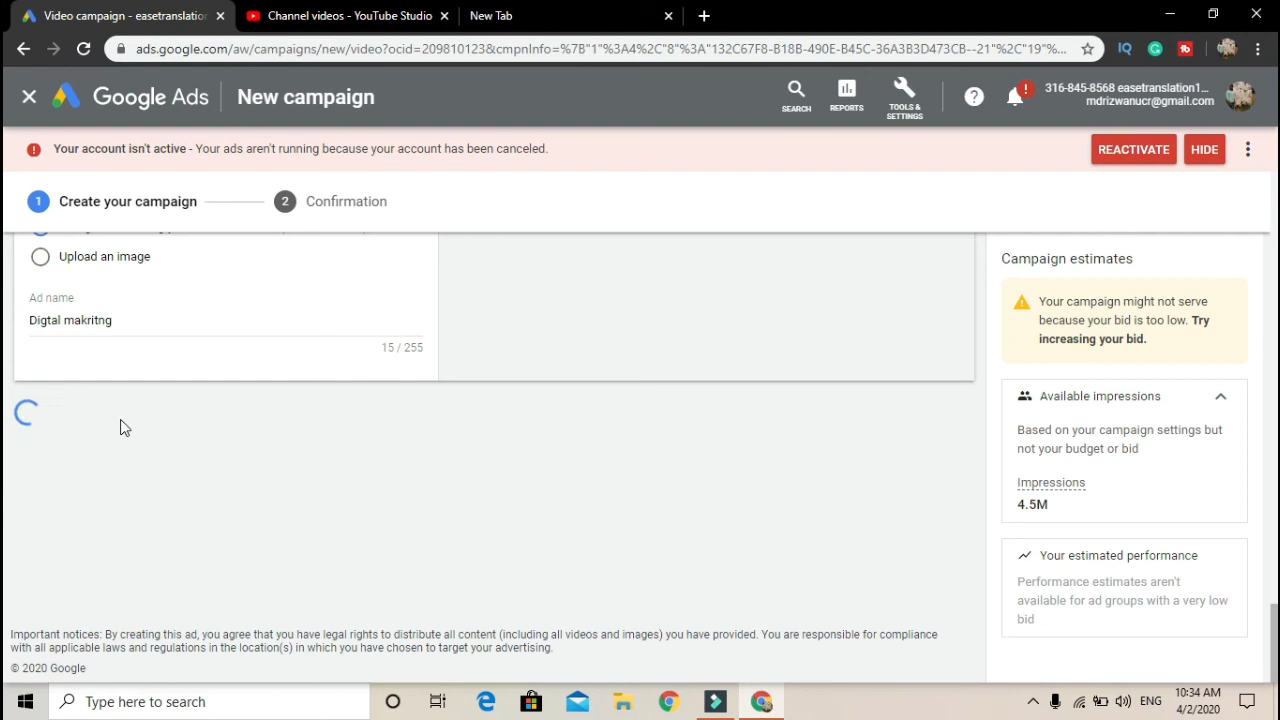 Video campaign - easetranslation
Channel videos - YouTube Studio
New Tab
ads.google.com/aw/campaigns/new/video?ocid=209810123&cmpnInfo=%7B"1"%3A4%2C"8"%3A"132C67F8-B18B-490E-B45C-36A3B3D473CB--21"%2C"19"%...
Google Ads
New campaign
SEARCH
REPORTS
TOOLS &
SETTINGS
316-845-8568 easetranslation1...
mdrizwanucr@gmail.com
Your account isn't active - Your ads aren't running because your account has been canceled.
REACTIVATE
HIDE
1 Create your campaign
2 Confirmation
Upload an image
Ad name
Digtal makritng
15 / 255
Campaign estimates
Your campaign might not serve
because your bid is too low. Try
increasing your bid.
Available impressions
Based on your campaign settings but
not your budget or bid
Impressions
4.5M
Your estimated performance
Performance estimates aren't
available for ad groups with a very low
bid
Important notices: By creating this ad, you agree that you have legal rights to distribute all content (including all videos and images) you have provided. You are responsible for compliance
with all applicable laws and regulations in the location(s) in which you have chosen to target your advertising.
© 2020 Google
Type here to search
ENG
10:34 AM
4/2/2020